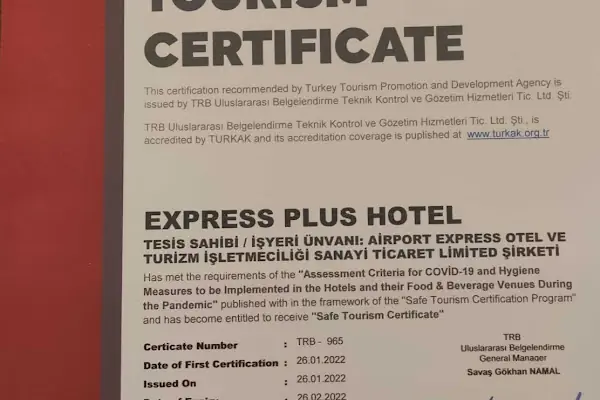 TOURISM
CERTIFICATE
This certification recommended by Turkey Tourism Promotion and Development Agency is
issued by TRB Uluslararası Belgelendirme Teknik Kontrol ve Gözetim Hizmetleri Tic. Ltd. Şti.
TRB Uluslararası Belgelendirme Teknik Kontrol ve Gözetim Hizmetleri Tic. Ltd. Şti., is
accredited by TURKAK and its accreditation coverage is puplished at www.turkak.org.tr
EXPRESS PLUS HOTEL
TESİS SAHİBİ / İŞYERİ ÜNVANI: AIRPORT EXPRESS OTEL VE
TURİZM İŞLETMECİLİĞİ SANAYİ TİCARET LİMİTED ŞİRKETİ
Has met the requirements of the "Assessment Criteria for COVİD-19 and Hygiene
Measures to be Implemented in the Hotels and their Food & Beverage Venues During
the Pandemic" published with in the framework of the "Safe Tourism Certification Program"
and has become entitled to receive "Safe Tourism Certificate"
Certicate Number : TRB - 965
Date of First Certification : 26.01.2022
Issued On : 26.01.2022
Date of Expiry : 26.02.2022
TRB
Uluslararası Belgelendirme
General Manager
Savaş Gökhan NAMAL